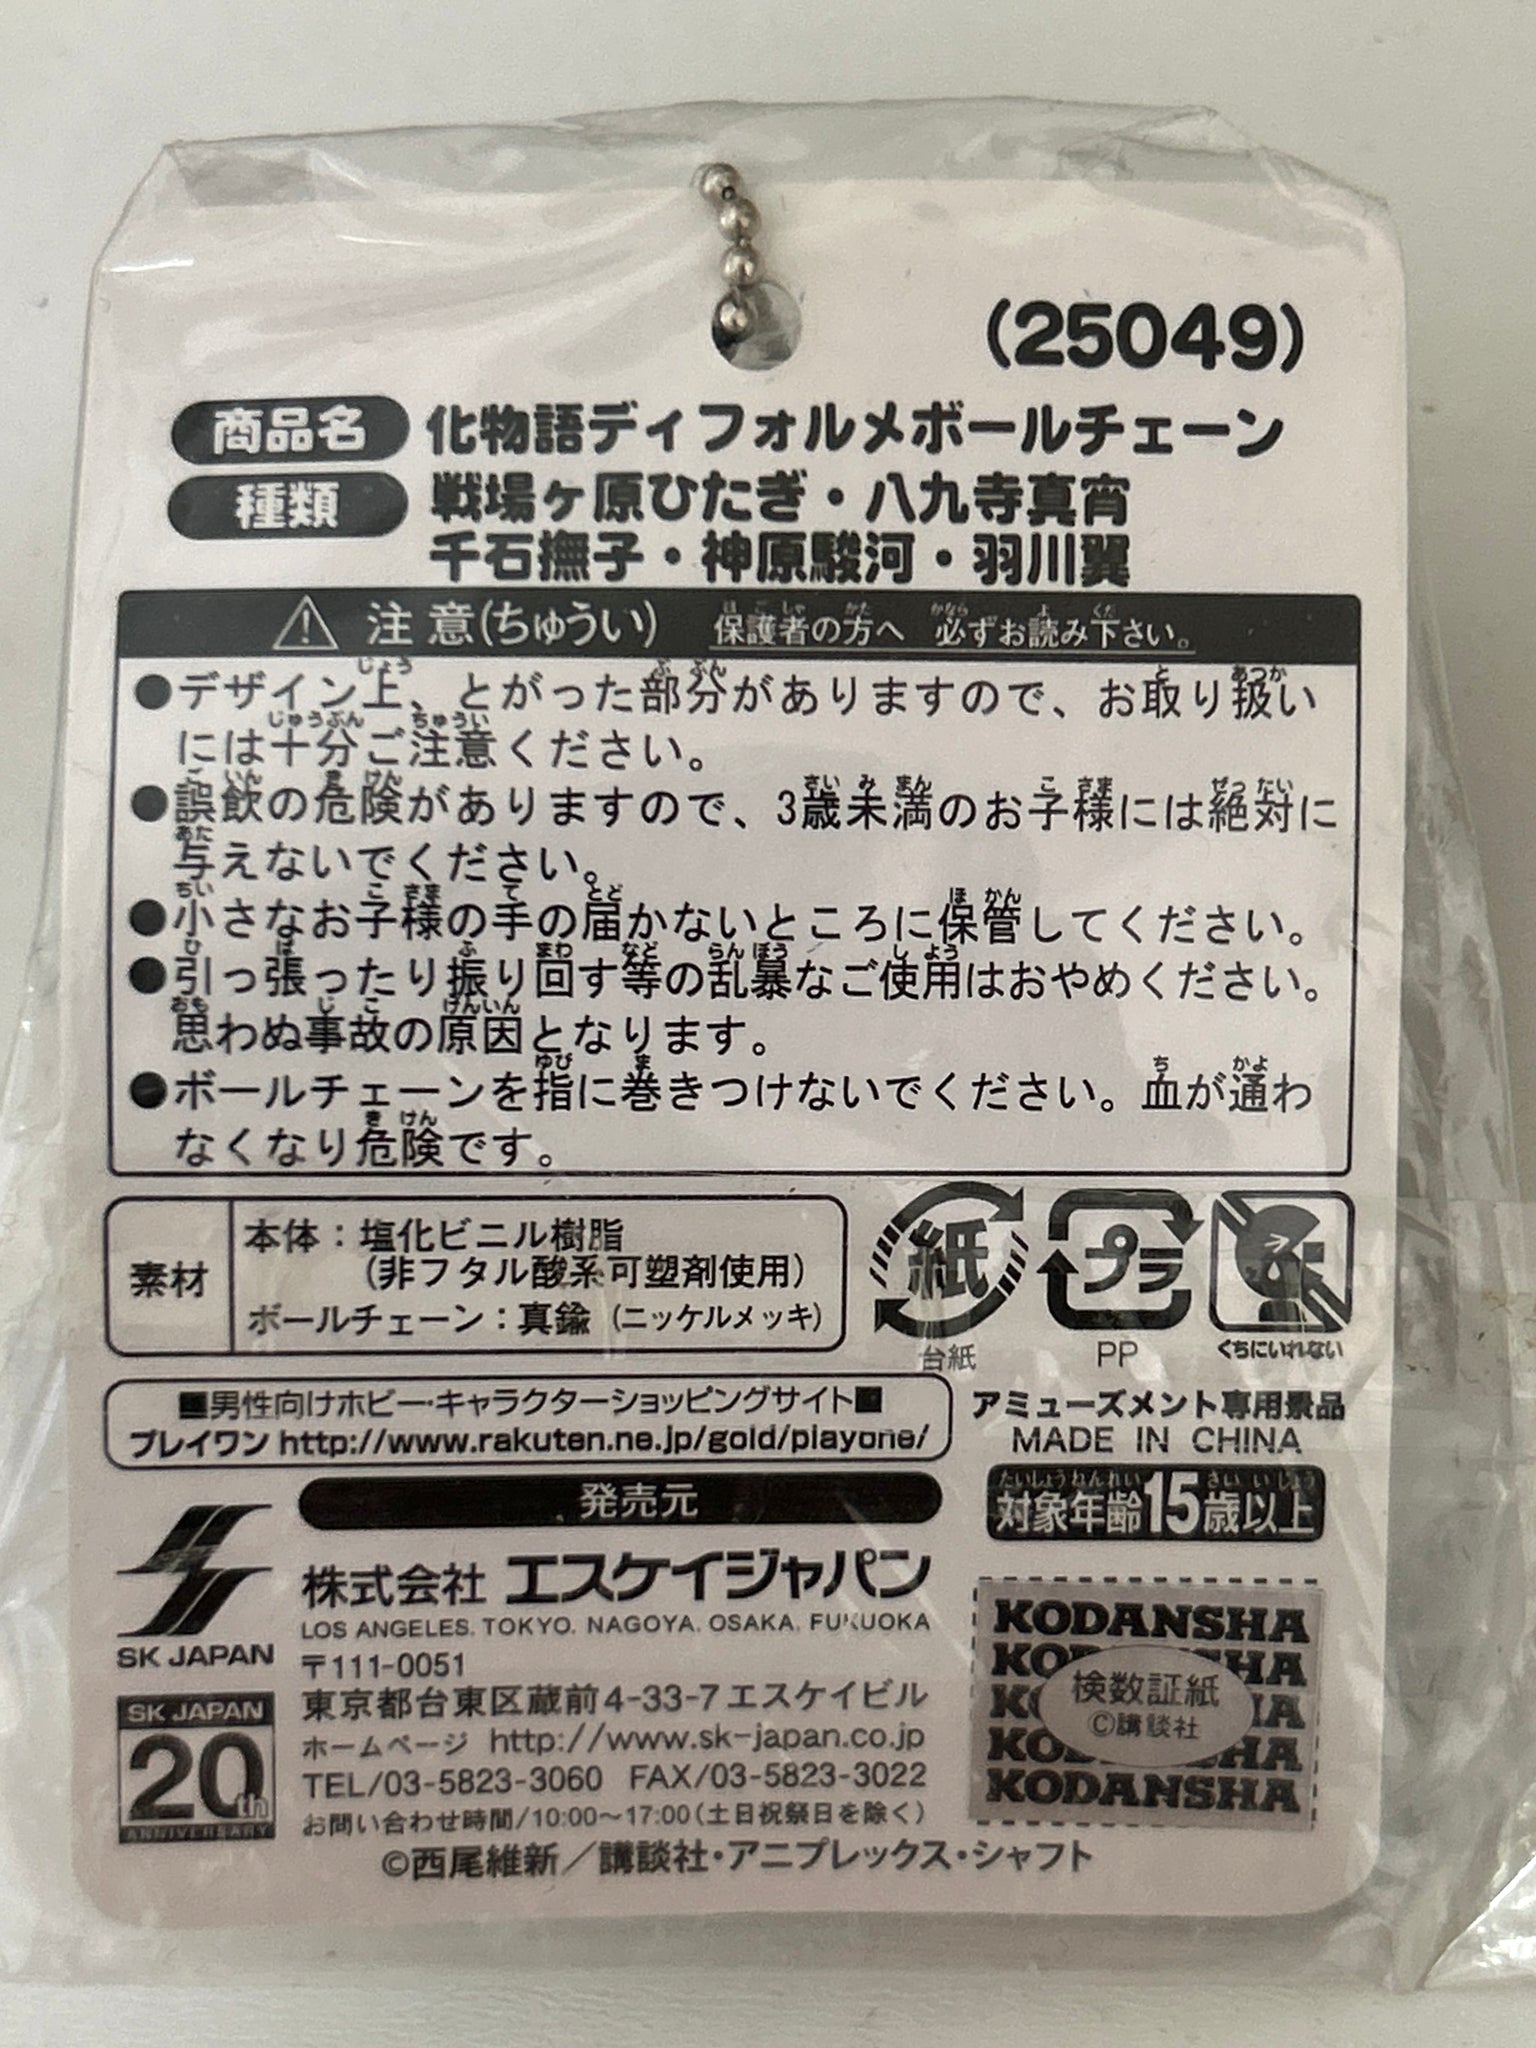 (25049)
商品名 化物語ディフォルメボールチェーン
種類 戦場ヶ原ひたぎ・八九寺真宵
千石撫子・神原駿河・羽川翼
注意(ちゅうい) 保護者の方へ 必ずお読み下さい。
●デザイン上、とがった部分がありますので、お取り扱い
には十分ご注意ください。
●誤飲の危険がありますので、3歳未満のお子様には絶対に
与えないでください。
●小さなお子様の手の届かないところに保管してください。
●引っ張ったり振り回す等の乱暴なご使用はおやめください。
思わぬ事故の原因となります。
●ボールチェーンを指に巻きつけないでください。血が通わ
なくなり危険です。
素材
本体:塩化ビニル樹脂
(非フタル酸系可塑剤使用)
ボールチェーン:真鍮(ニッケルメッキ)
紙
台紙
プラ
PP
くちにいれない
■男性向けホビー・キャラクターショッピングサイト■
プレイワン http://www.rakuten.ne.jp/gold/playone/
アミューズメント専用景品
MADE IN CHINA
対象年齢15歳以上
発売元
SK JAPAN
株式会社 エスケイジャパン
LOS ANGELES. TOKYO. NAGOYA. OSAKA. FUKUOKA
〒111-0051
東京都台東区蔵前4-33-7エスケイビル
ホームページ http://www.sk-japan.co.jp
TEL/03-5823-3060 FAX/03-5823-3022
お問い合わせ時間/10:00〜17:00(土日祝祭日を除く)
SK JAPAN
20th
ANNIVERSARY
KODANSHA
KODANSHA
KODANSHA
KODANSHA
KODANSHA
検数証紙
©講談社
©西尾維新/講談社・アニプレックス・シャフト